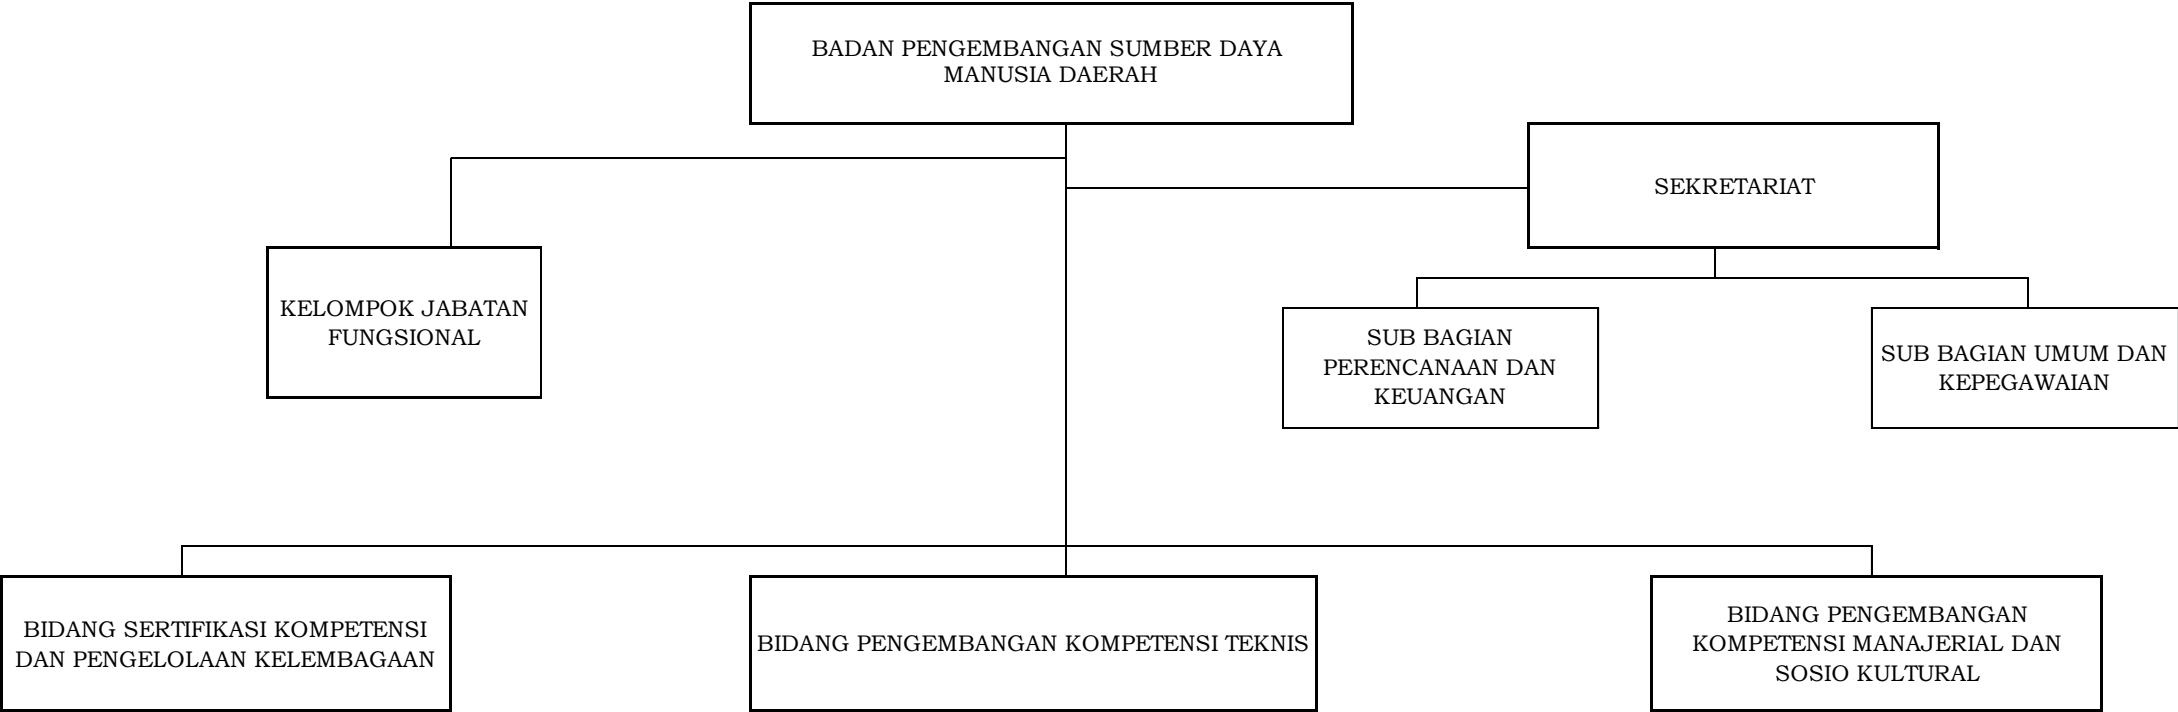 BADAN PENGEMBANGAN SUMBER DAYA
MANUSIA DAERAH
SEKRETARIAT
KELOMPOK JABATAN
FUNGSIONAL
SUB BAGIAN
PERENCANAAN DAN
KEUANGAN
SUB BAGIAN UMUM DAN
KEPEGAWAIAN
BIDANG SERTIFIKASI KOMPETENSI
DAN PENGELOLAAN KELEMBAGAAN
BIDANG PENGEMBANGAN KOMPETENSI TEKNIS
BIDANG PENGEMBANGAN
KOMPETENSI MANAJERIAL DAN
SOSIO KULTURAL